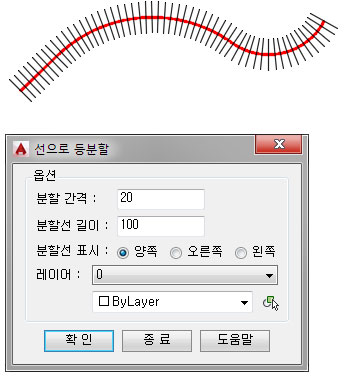 선으로 등분할
옵션
분할 간격 : 20
분할선 길이 : 100
분할선 표시 : 양쪽 오른쪽 왼쪽
레이어 : 0
ByLayer
확 인 종 료 도움말